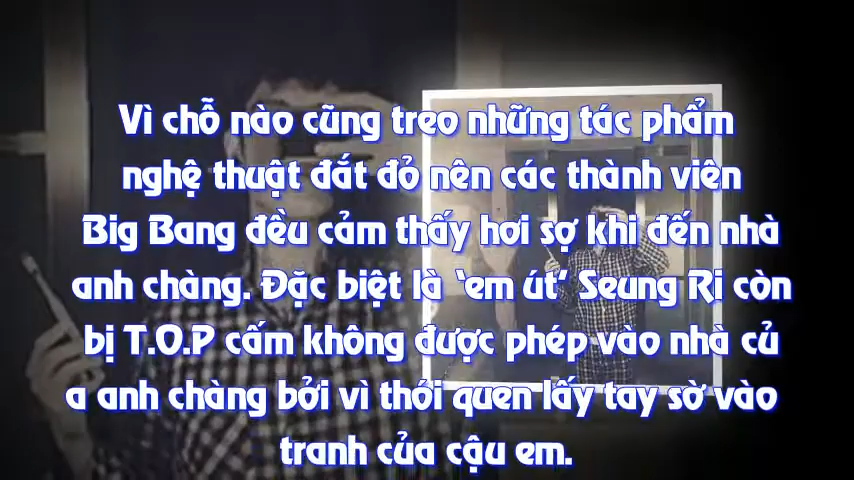 Vì chỗ nào cũng treo những tác phẩm
nghệ thuật đắt đỏ nên các thành viên
Big Bang đều cảm thấy hơi sợ khi đến nhà
anh chàng. Đặc biệt là 'em út' Seung Ri còn
bị T.O.P cấm không được phép vào nhà củ
a anh chàng bởi vì thói quen lấy tay sờ vào
tranh của cậu em.